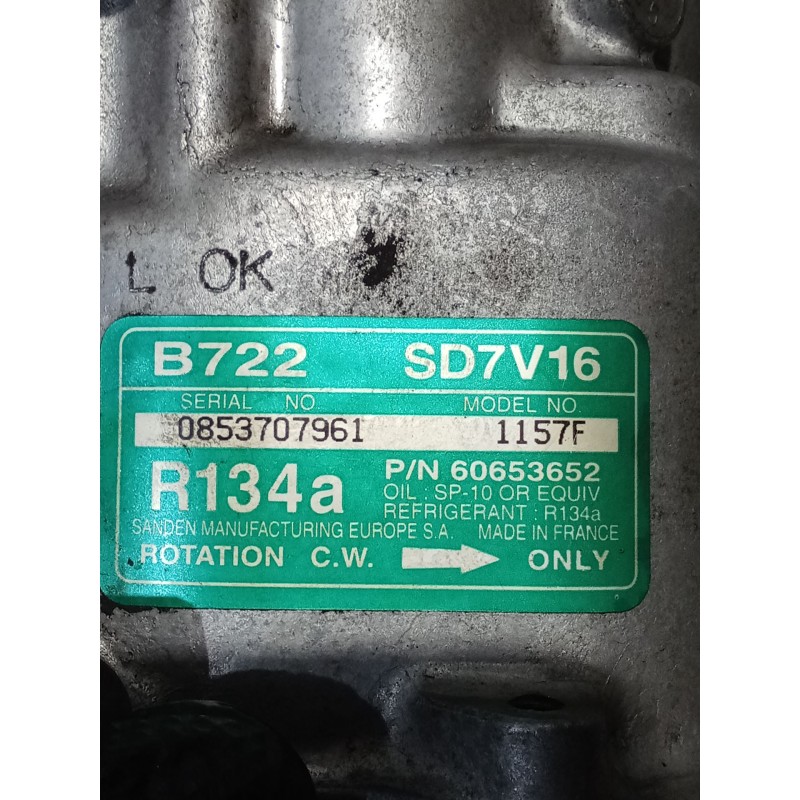 L OK
B722 SD7V16
SERIAL NO. MODEL NO.
0853707961 1157F
R134a P/N 60653652
OIL : SP-10 OR EQUIV
REFRIGERANT : R134a
SANDEN MANUFACTURING EUROPE S.A. MADE IN FRANCE
ROTATION C.W. ONLY